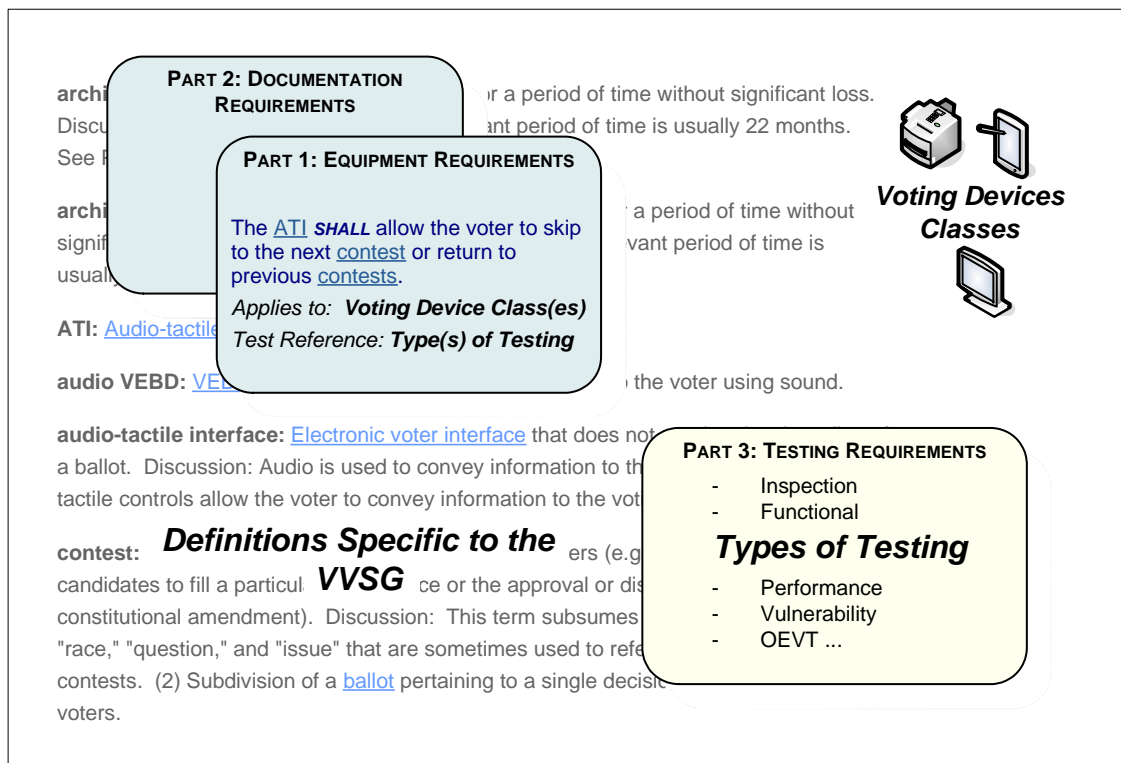 PART 2: DOCUMENTATION
REQUIREMENTS
archi
r a period of time without significant loss.
Discu
ant period of time is usually 22 months.
See
PART 1: EQUIPMENT REQUIREMENTS
The ATI SHALL allow the voter to skip
to the next contest or return to
previous contests.
Applies to: Voting Device Class(es)
Test Reference: Type(s) of Testing
Voting Devices
Classes
archi
a period of time without
signif
evant period of time is
usually
ATI: Audio-tactile
audio VEBD: VEB
the voter using sound.
audio-tactile interface: Electronic voter interface that does not
a ballot. Discussion: Audio is used to convey information to th
tactile controls allow the voter to convey information to the vot
Definitions Specific to the
VVSG
contest:
ers (e.g
candidates to fill a particul
ce or the approval or dis
constitutional amendment). Discussion: This term subsumes
"race," "question," and "issue" that are sometimes used to refe
contests. (2) Subdivision of a ballot pertaining to a single decisio
voters.
PART 3: TESTING REQUIREMENTS
- Inspection
- Functional
Types of Testing
- Performance
- Vulnerability
- OEVT ...